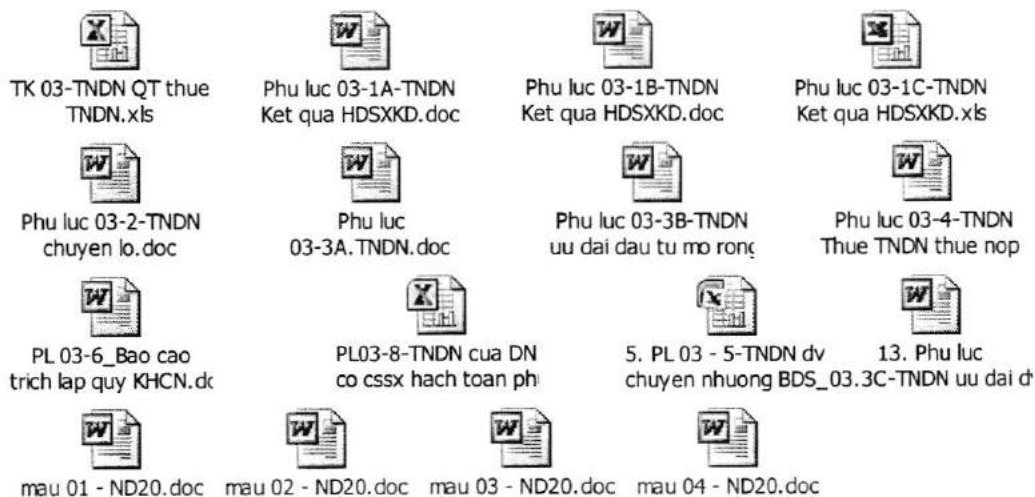 TK 03-TNDN QT thue
TNDN.xls
Phu luc 03-1A-TNDN
Ket qua HDSXKD.doc
Phu luc 03-1B-TNDN
Ket qua HDSXKD.doc
Phu luc 03-1C-TNDN
Ket qua HDSXKD.xls
Phu luc 03-2-TNDN
chuyen lo.doc
Phu luc
03-3A.TNDN.doc
Phu luc 03-3B-TNDN
uu dai dau tu mo rong
Phu luc 03-4-TNDN
Thue TNDN thue nop
PL 03-6_Bao cao
trich lap quy KHCN.dc
PL03-8-TNDN cua DN
co cssx hach toan ph
5. PL 03 - 5-TNDN dv
chuyen nhuong BDS_
13. Phu luc
03.3C-TNDN uu dai d
mau 01 - ND20.doc
mau 02 - ND20.doc
mau 03 - ND20.doc
mau 04 - ND20.doc